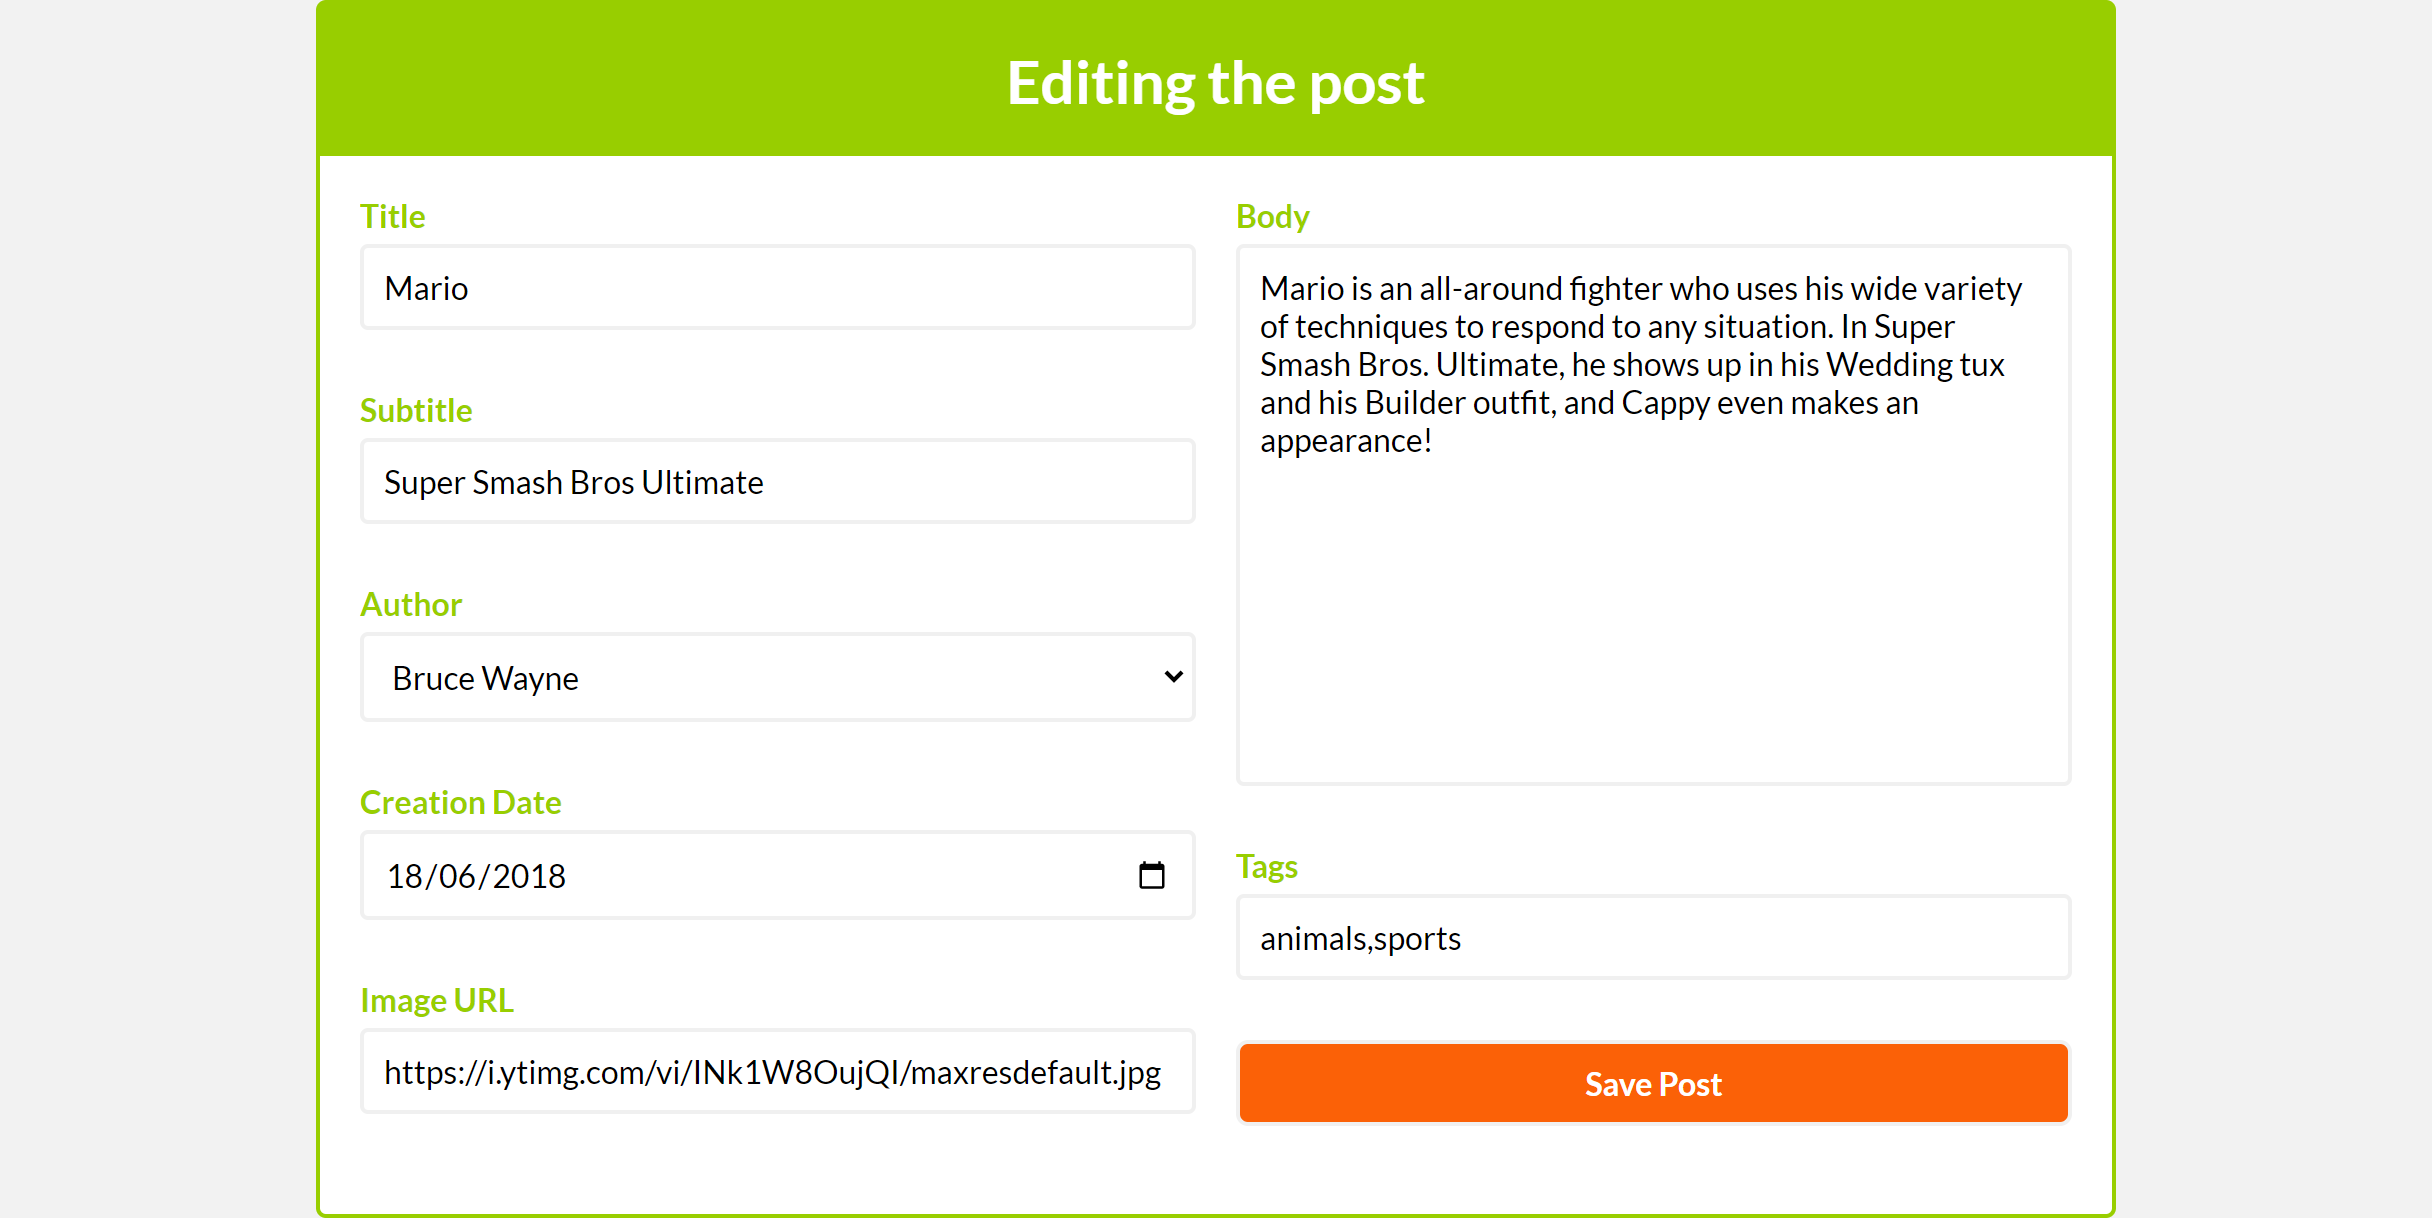 Editing the post
Title
Mario
Subtitle
Super Smash Bros Ultimate
Author
Bruce Wayne
Creation Date
18/06/2018
Image URL
https://i.ytimg.com/vi/INk1W8OujQI/maxresdefault.jpg
Body
Mario is an all-around fighter who uses his wide variety
of techniques to respond to any situation. In Super
Smash Bros. Ultimate, he shows up in his Wedding tux
and his Builder outfit, and Cappy even makes an
appearance!
Tags
animals,sports
Save Post